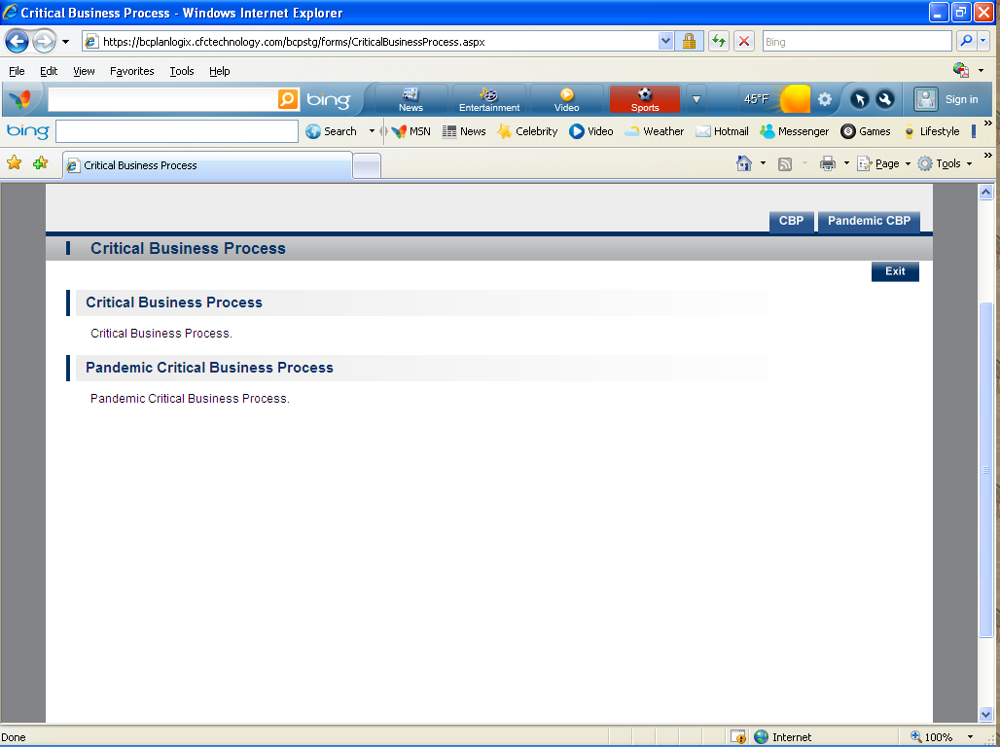 Critical Business Process - Windows Internet Explorer
https://bcplanlogix.cfctechnology.com/bcpstg/forms/CriticalBusinessProcess.aspx
Bing
File Edit View Favorites Tools Help
bing News Entertainment Video Sports 45°F Sign in
bing Search MSN News Celebrity Video Weather Hotmail Messenger Games Lifestyle
Critical Business Process Page Tools
CBP Pandemic CBP
Critical Business Process
Exit
Critical Business Process
Critical Business Process.
Pandemic Critical Business Process
Pandemic Critical Business Process.
Done Internet 100%